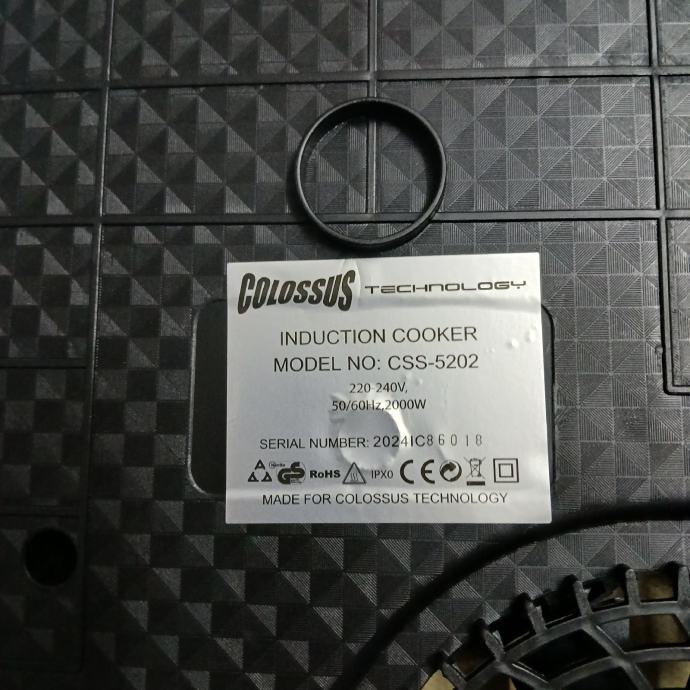 COLOSSUS TECHNOLOGY
INDUCTION COOKER
MODEL NO: CSS-5202
220-240V,
50/60Hz,2000W
SERIAL NUMBER: 2024IC86018
GS RoHS IPX0 CE
MADE FOR COLOSSUS TECHNOLOGY